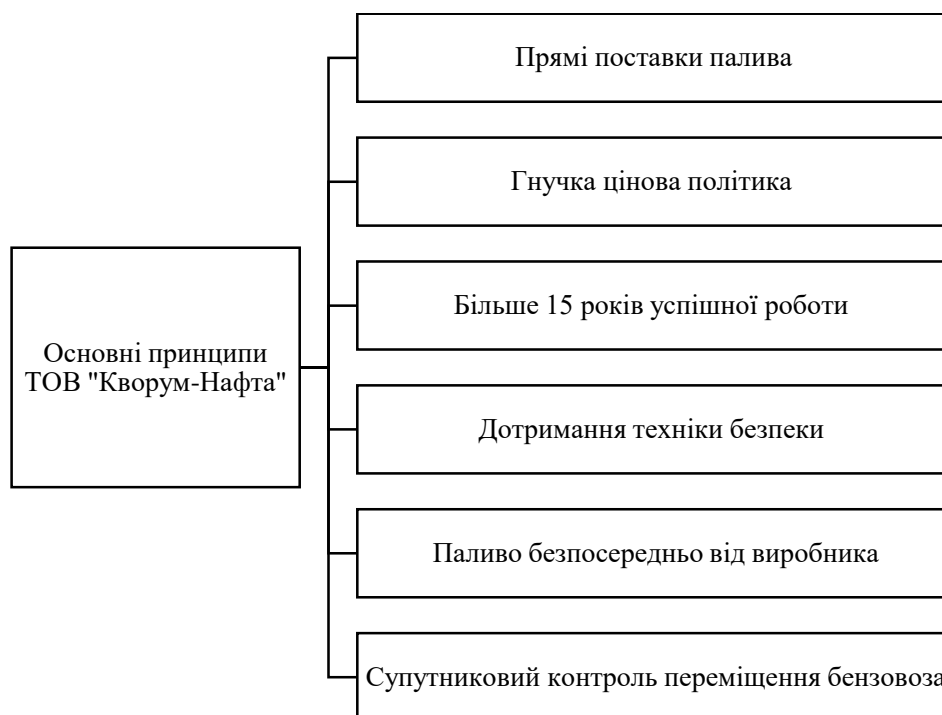 Прямі поставки палива
Гнучка цінова політика
Більше 15 років успішної роботи
Основні принципи
ТОВ "Кворум-Нафта"
Дотримання техніки безпеки
Паливо безпосередньо від виробника
Супутниковий контроль переміщення бензовоза